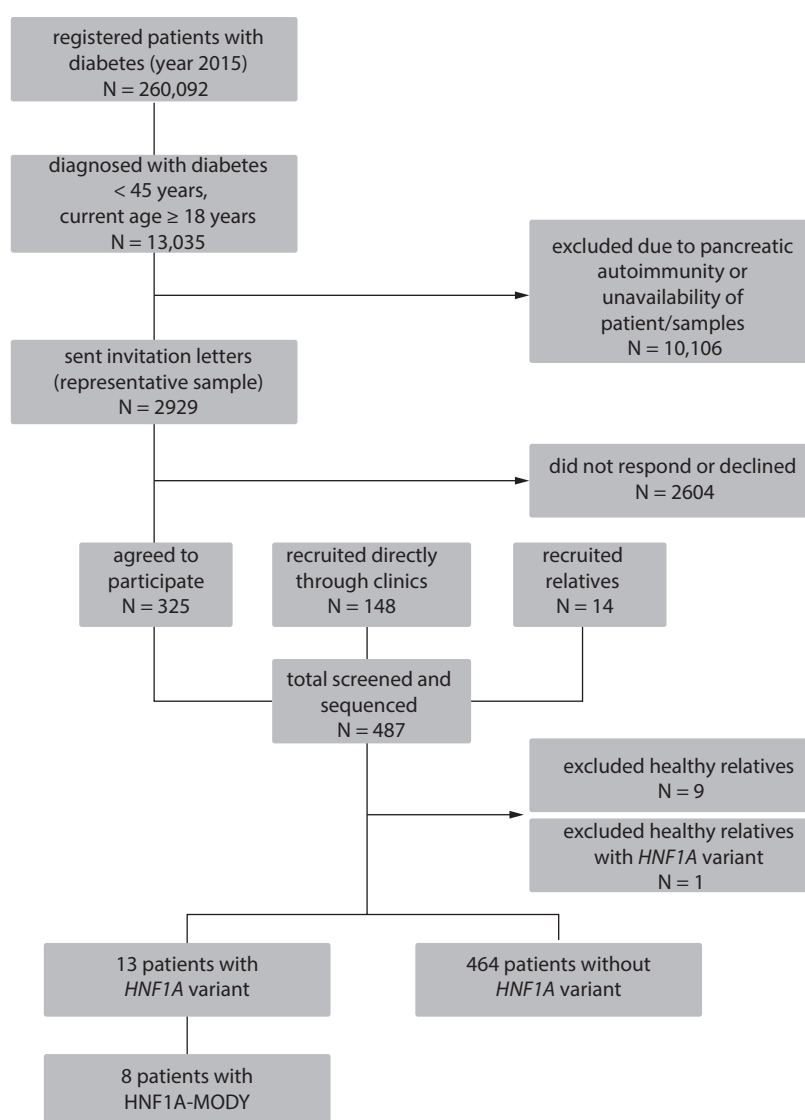 registered patients with
diabetes (year 2015)
N = 260,092
diagnosed with diabetes
< 45 years,
current age ≥ 18 years
N = 13,035
excluded due to pancreatic
autoimmunity or
unavailability of
patient/samples
N = 10,106
sent invitation letters
(representative sample)
N = 2929
did not respond or declined
N = 2604
agreed to
participate
N = 325
recruited directly
through clinics
N = 148
recruited
relatives
N = 14
total screened and
sequenced
N = 487
excluded healthy relatives
N = 9
excluded healthy relatives
with HNF1A variant
N = 1
13 patients with
HNF1A variant
464 patients without
HNF1A variant
8 patients with
HNF1A-MODY